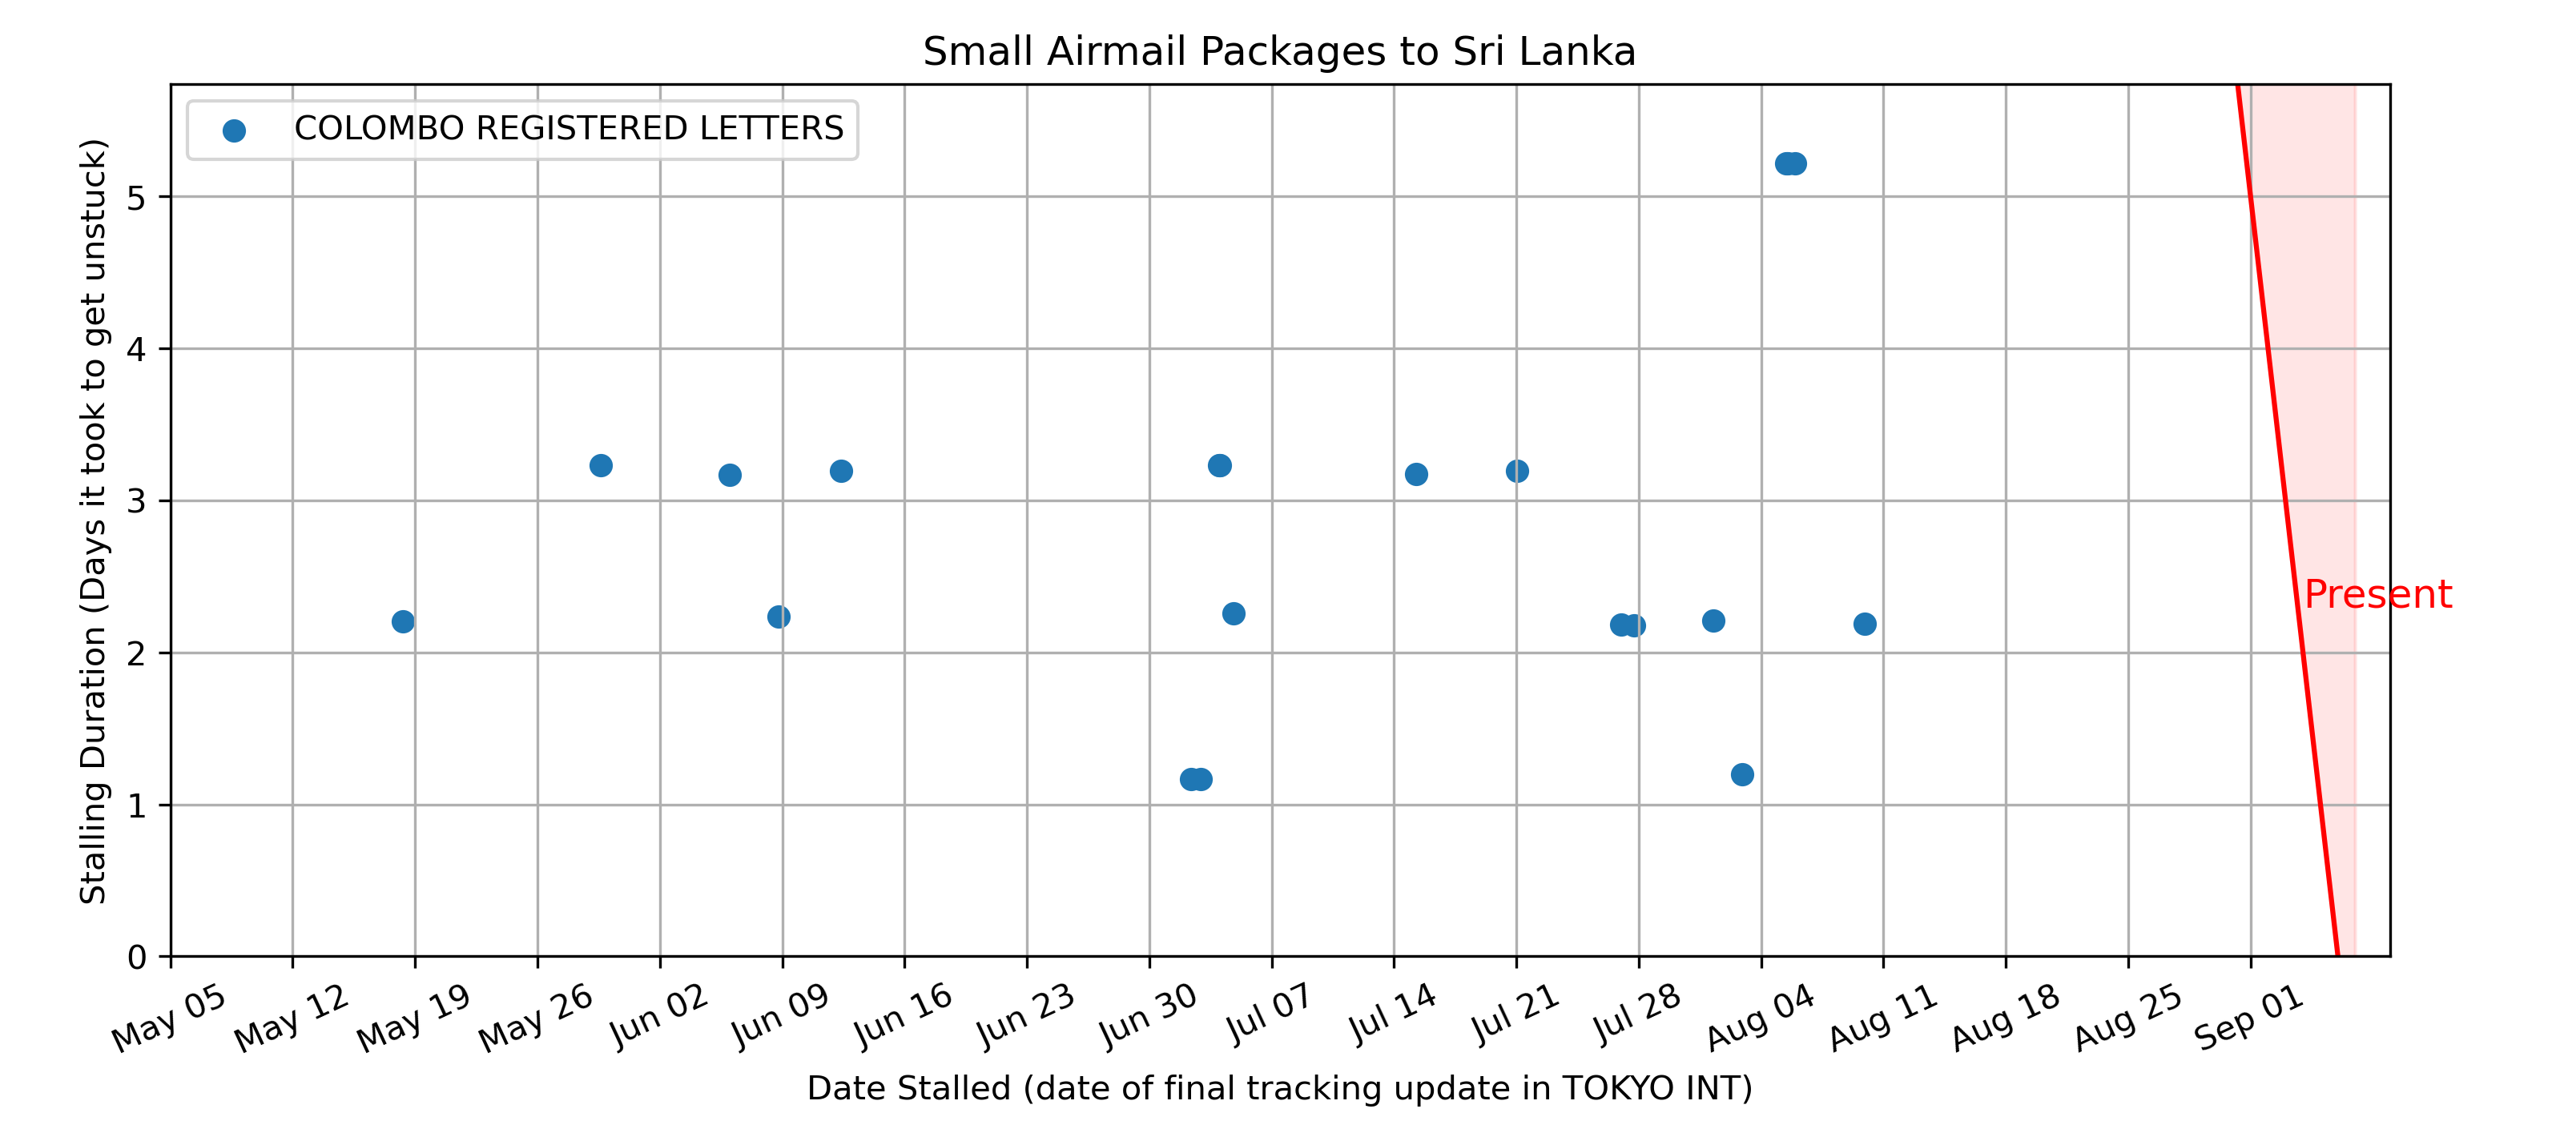 Small Airmail Packages to Sri Lanka
COLOMBO REGISTERED LETTERS
Stalling Duration (Days it took to get unstuck)
5
4
3
2
1
0
Present
May 05
May 12
May 19
May 26
Jun 02
Jun 09
Jun 16
Jun 23
Jun 30
Jul 07
Jul 14
Jul 21
Jul 28
Aug 04
Aug 11
Aug 18
Aug 25
Sep 01
Date Stalled (date of final tracking update in TOKYO INT)